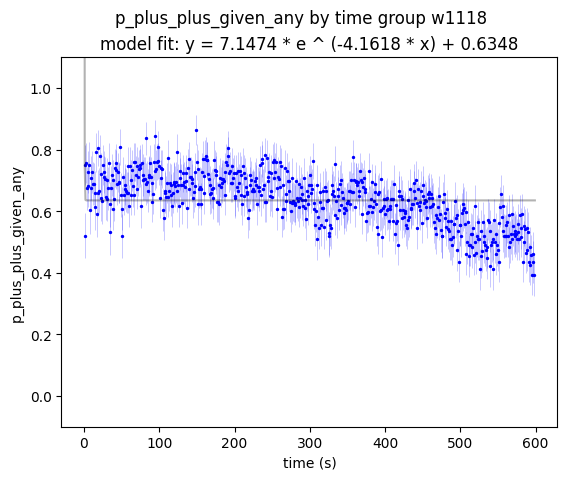 p_plus_plus_given_any by time group w1118
model fit: y = 7.1474 * e ^ (-4.1618 * x) + 0.6348
1.0
0.8
0.6
0.4
0.2
0.0
p_plus_plus_given_any
0 100 200 300 400 500 600
time (s)